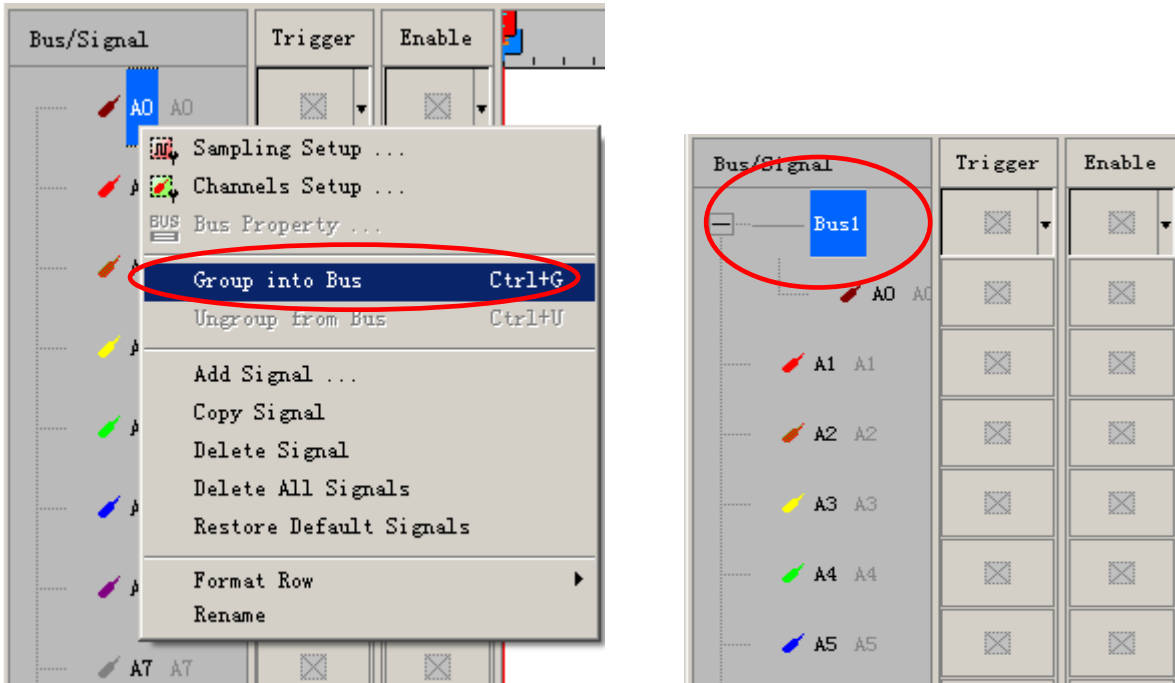 Bus/Signal Trigger Enable
A0 A0
Sampling Setup ...
Channels Setup ...
BUS Bus Property ...
Group into Bus Ctrl+G
Ungroup from Bus Ctrl+U
Add Signal ...
Copy Signal
Delete Signal
Delete All Signals
Restore Default Signals
Format Row
Rename
A7 A7
Bus/Signal Trigger Enable
Bus1
A0 A0
A1 A1
A2 A2
A3 A3
A4 A4
A5 A5